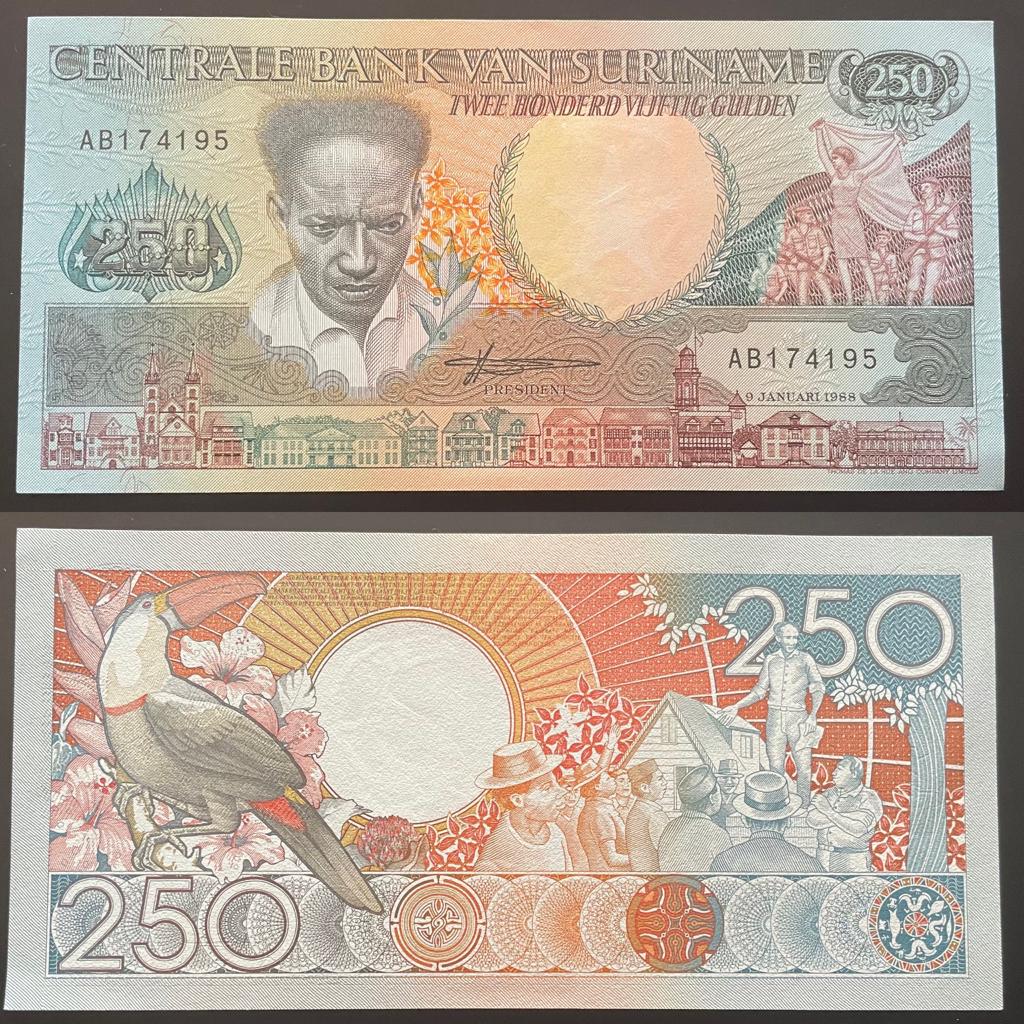 CENTRALE BANK VAN SURINAME 250
TWEE HONDERD VIJFTIG GULDEN
AB174195
250
AB174195
PRESIDENT
9 JANUARI 1988
250
250